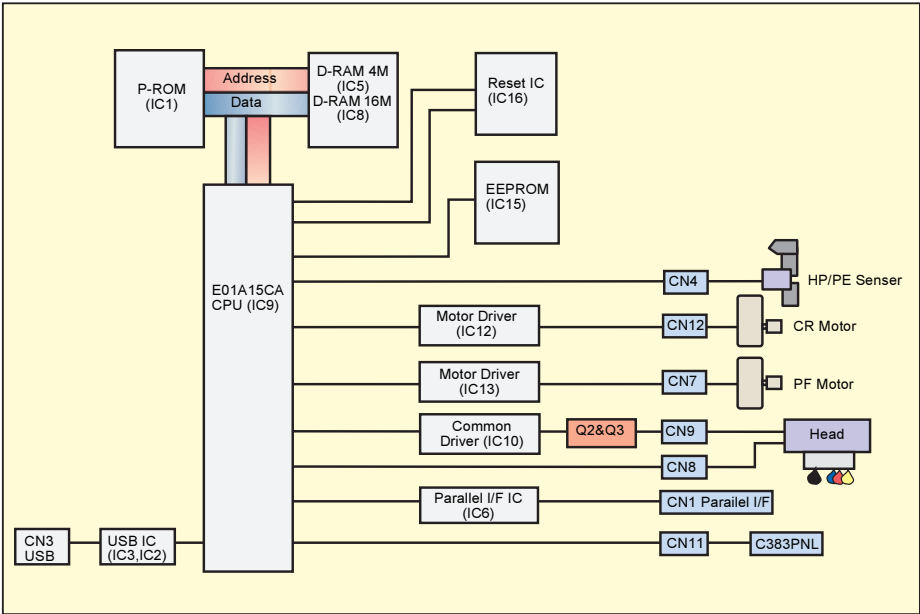 P-ROM
(IC1)
Address
Data
D-RAM 4M
(IC5)
D-RAM 16M
(IC8)
Reset IC
(IC16)
EEPROM
(IC15)
E01A15CA
CPU (IC9)
CN4
HP/PE Senser
Motor Driver
(IC12)
CN12
CR Motor
Motor Driver
(IC13)
CN7
PF Motor
Common
Driver (IC10)
Q2&Q3
CN9
Head
CN8
Parallel I/F IC
(IC6)
CN1 Parailel I/F
CN3
USB
USB IC
(IC3,IC2)
CN11
C383PNL